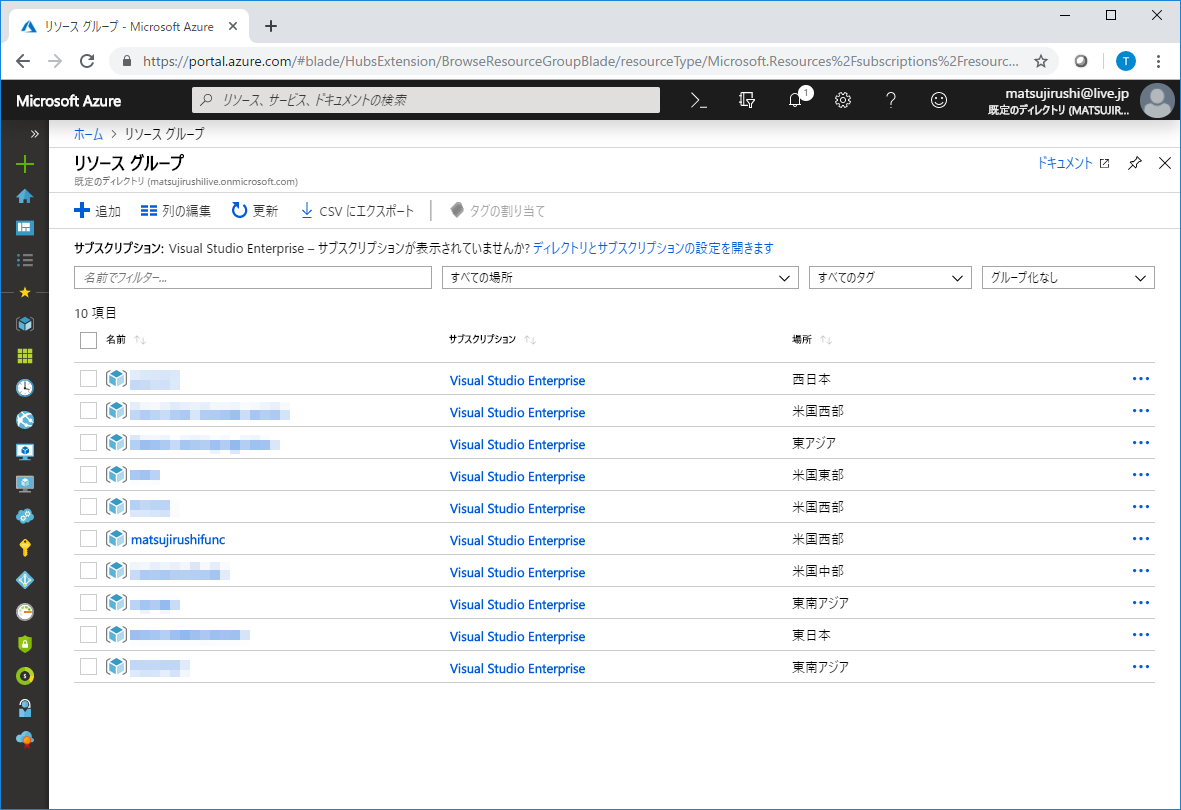 リソース グループ - Microsoft Azure
https://portal.azure.com/#blade/HubsExtension/BrowseResourceGroupBlade/resourceType/Microsoft.Resources%2Fsubscriptions%2Fresourc...
T
Microsoft Azure
リソース、サービス、ドキュメントの検索
1
matsujirushi@live.jp
既定のディレクトリ (MATSUJIR...
ホーム > リソース グループ
リソース グループ
ドキュメント
既定のディレクトリ (matsujirushilive.onmicrosoft.com)
追加 列の編集 更新 CSV にエクスポート タグの割り当て
サブスクリプション: Visual Studio Enterprise – サブスクリプションが表示されていませんか? ディレクトリとサブスクリプションの設定を開きます
名前でフィルター... すべての場所 すべてのタグ グループ化なし
10 項目
名前 サブスクリプション 場所
Visual Studio Enterprise 西日本
Visual Studio Enterprise 米国西部
Visual Studio Enterprise 東アジア
Visual Studio Enterprise 米国東部
Visual Studio Enterprise 米国西部
matsujirushifunc Visual Studio Enterprise 米国西部
Visual Studio Enterprise 米国中部
Visual Studio Enterprise 東南アジア
Visual Studio Enterprise 東日本
Visual Studio Enterprise 東南アジア